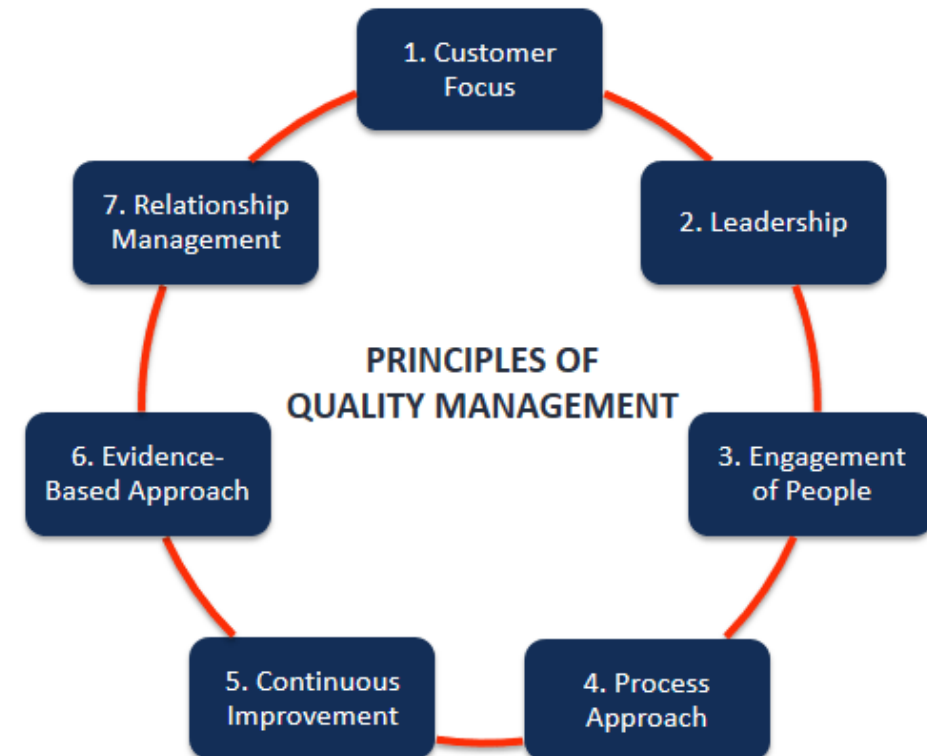 1. Customer
Focus
2. Leadership
3. Engagement
of People
4. Process
Approach
5. Continuous
Improvement
6. Evidence-
Based Approach
7. Relationship
Management
PRINCIPLES OF
QUALITY MANAGEMENT